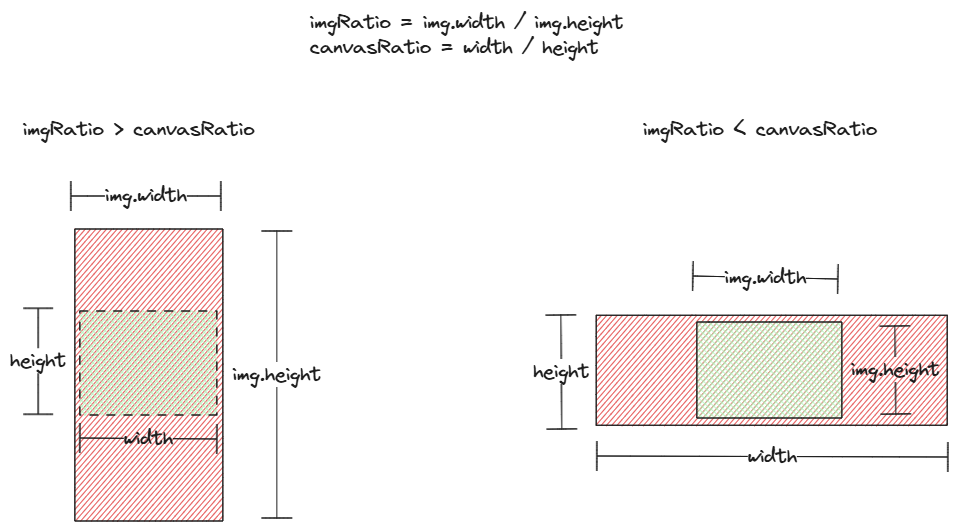 imgRatio = img.width / img.height
canvasRatio = width / height
imgRatio > canvasRatio
imgRatio < canvasRatio
img.width
height
img.height
width
img.width
height
img.height
width